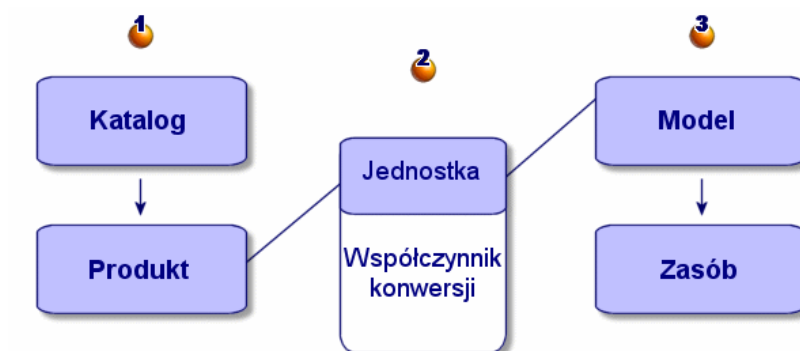 1
2
3
Katalog
Produkt
Jednostka
Współczynnik
konwersji
Model
Zasób